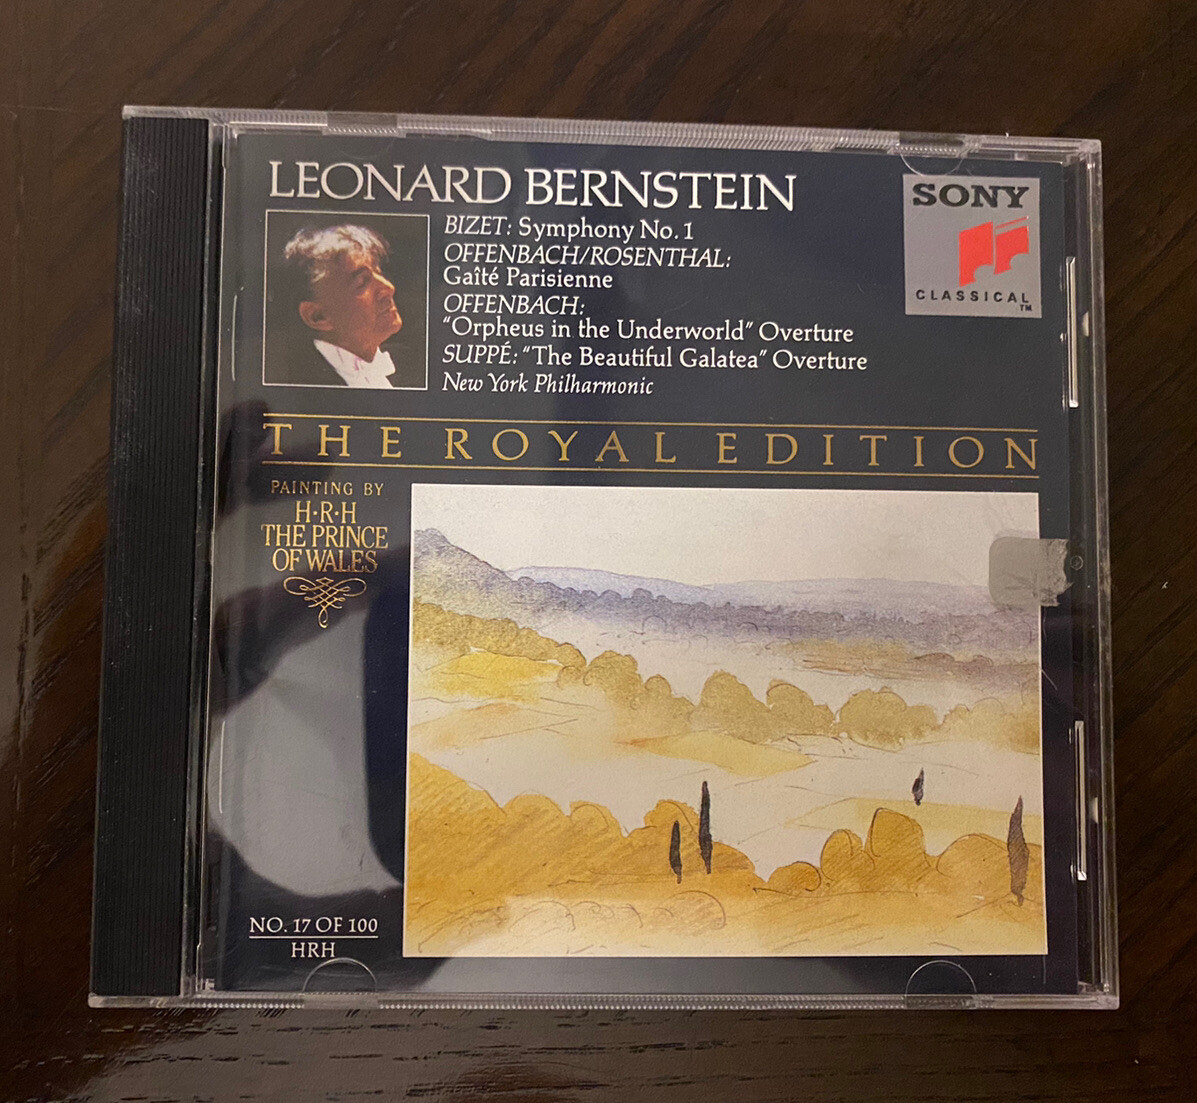 LEONARD BERNSTEIN
BIZET: Symphony No. 1
OFFENBACH/ROSENTHAL:
Gaîté Parisienne
OFFENBACH:
“Orpheus in the Underworld” Overture
SUPPÉ: “The Beautiful Galatea” Overture
New York Philharmonic
SONY
CLASSICAL
TM
THE ROYAL EDITION
PAINTING BY
H·R·H
THE PRINCE
OF WALES
NO. 17 OF 100
HRH